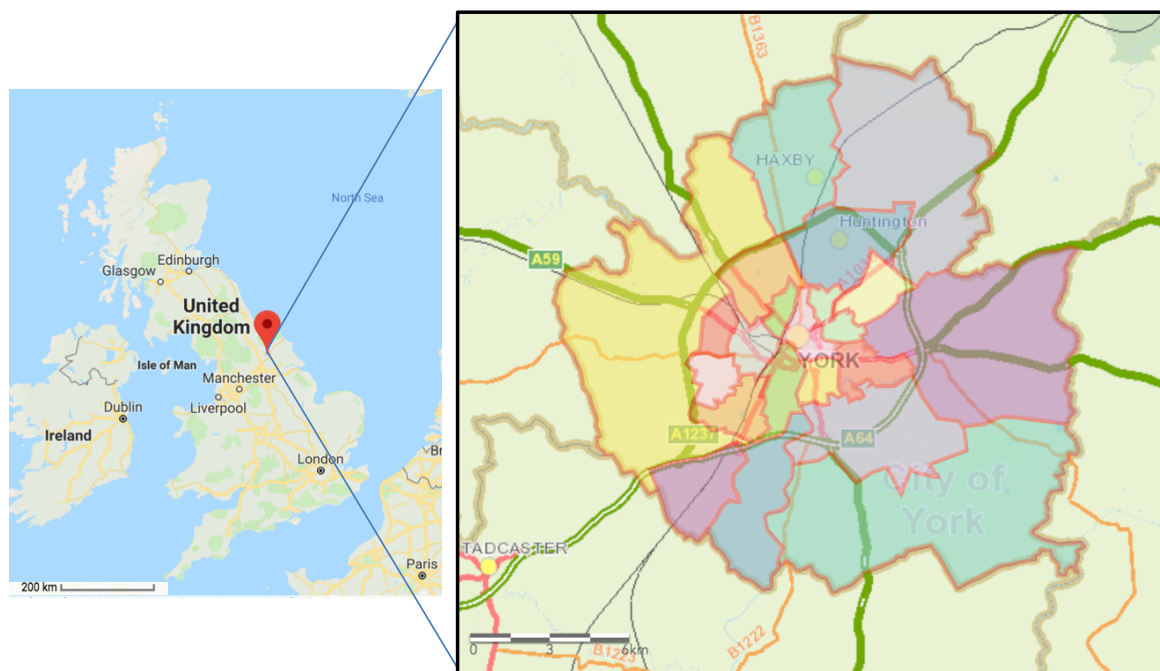 North Sea
Edinburgh
Glasgow
United
Kingdom
Isle of Man
Manchester
Liverpool
Dublin
Ireland
London
Paris
200 km
B1363
HAXBY
Huntington
A59
A103
YORK
A1237
A64
City of
York
TADCASTER
0 3 6km
B1223
B1222